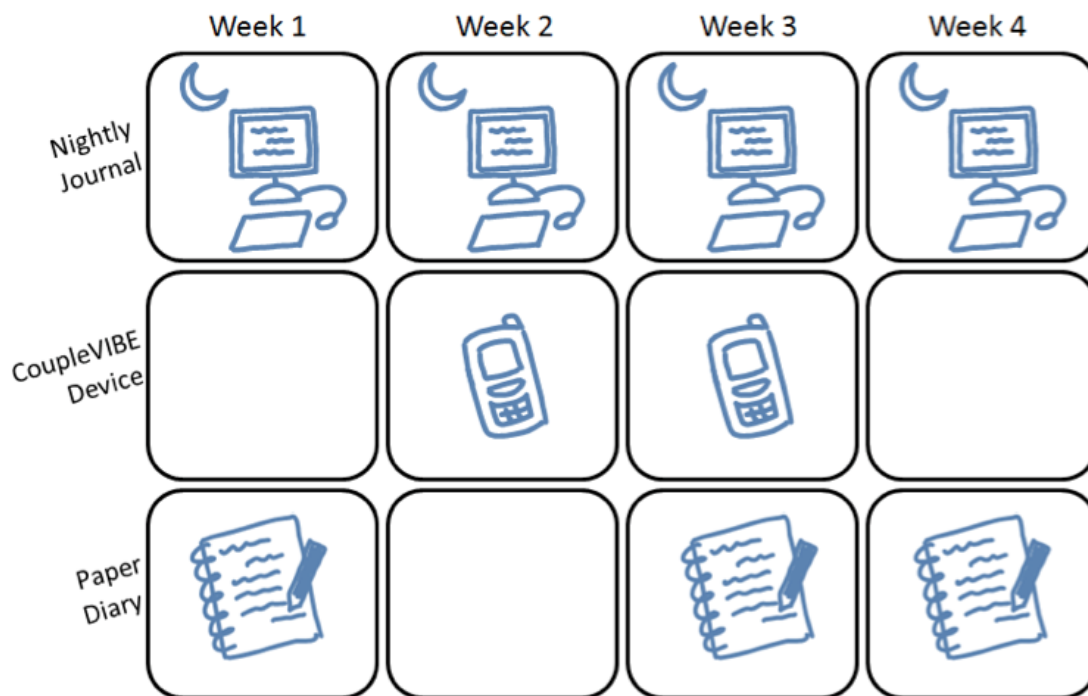 Week 1
Week 2
Week 3
Week 4
Nightly
Journal
CoupleVIBE
Device
Paper
Diary